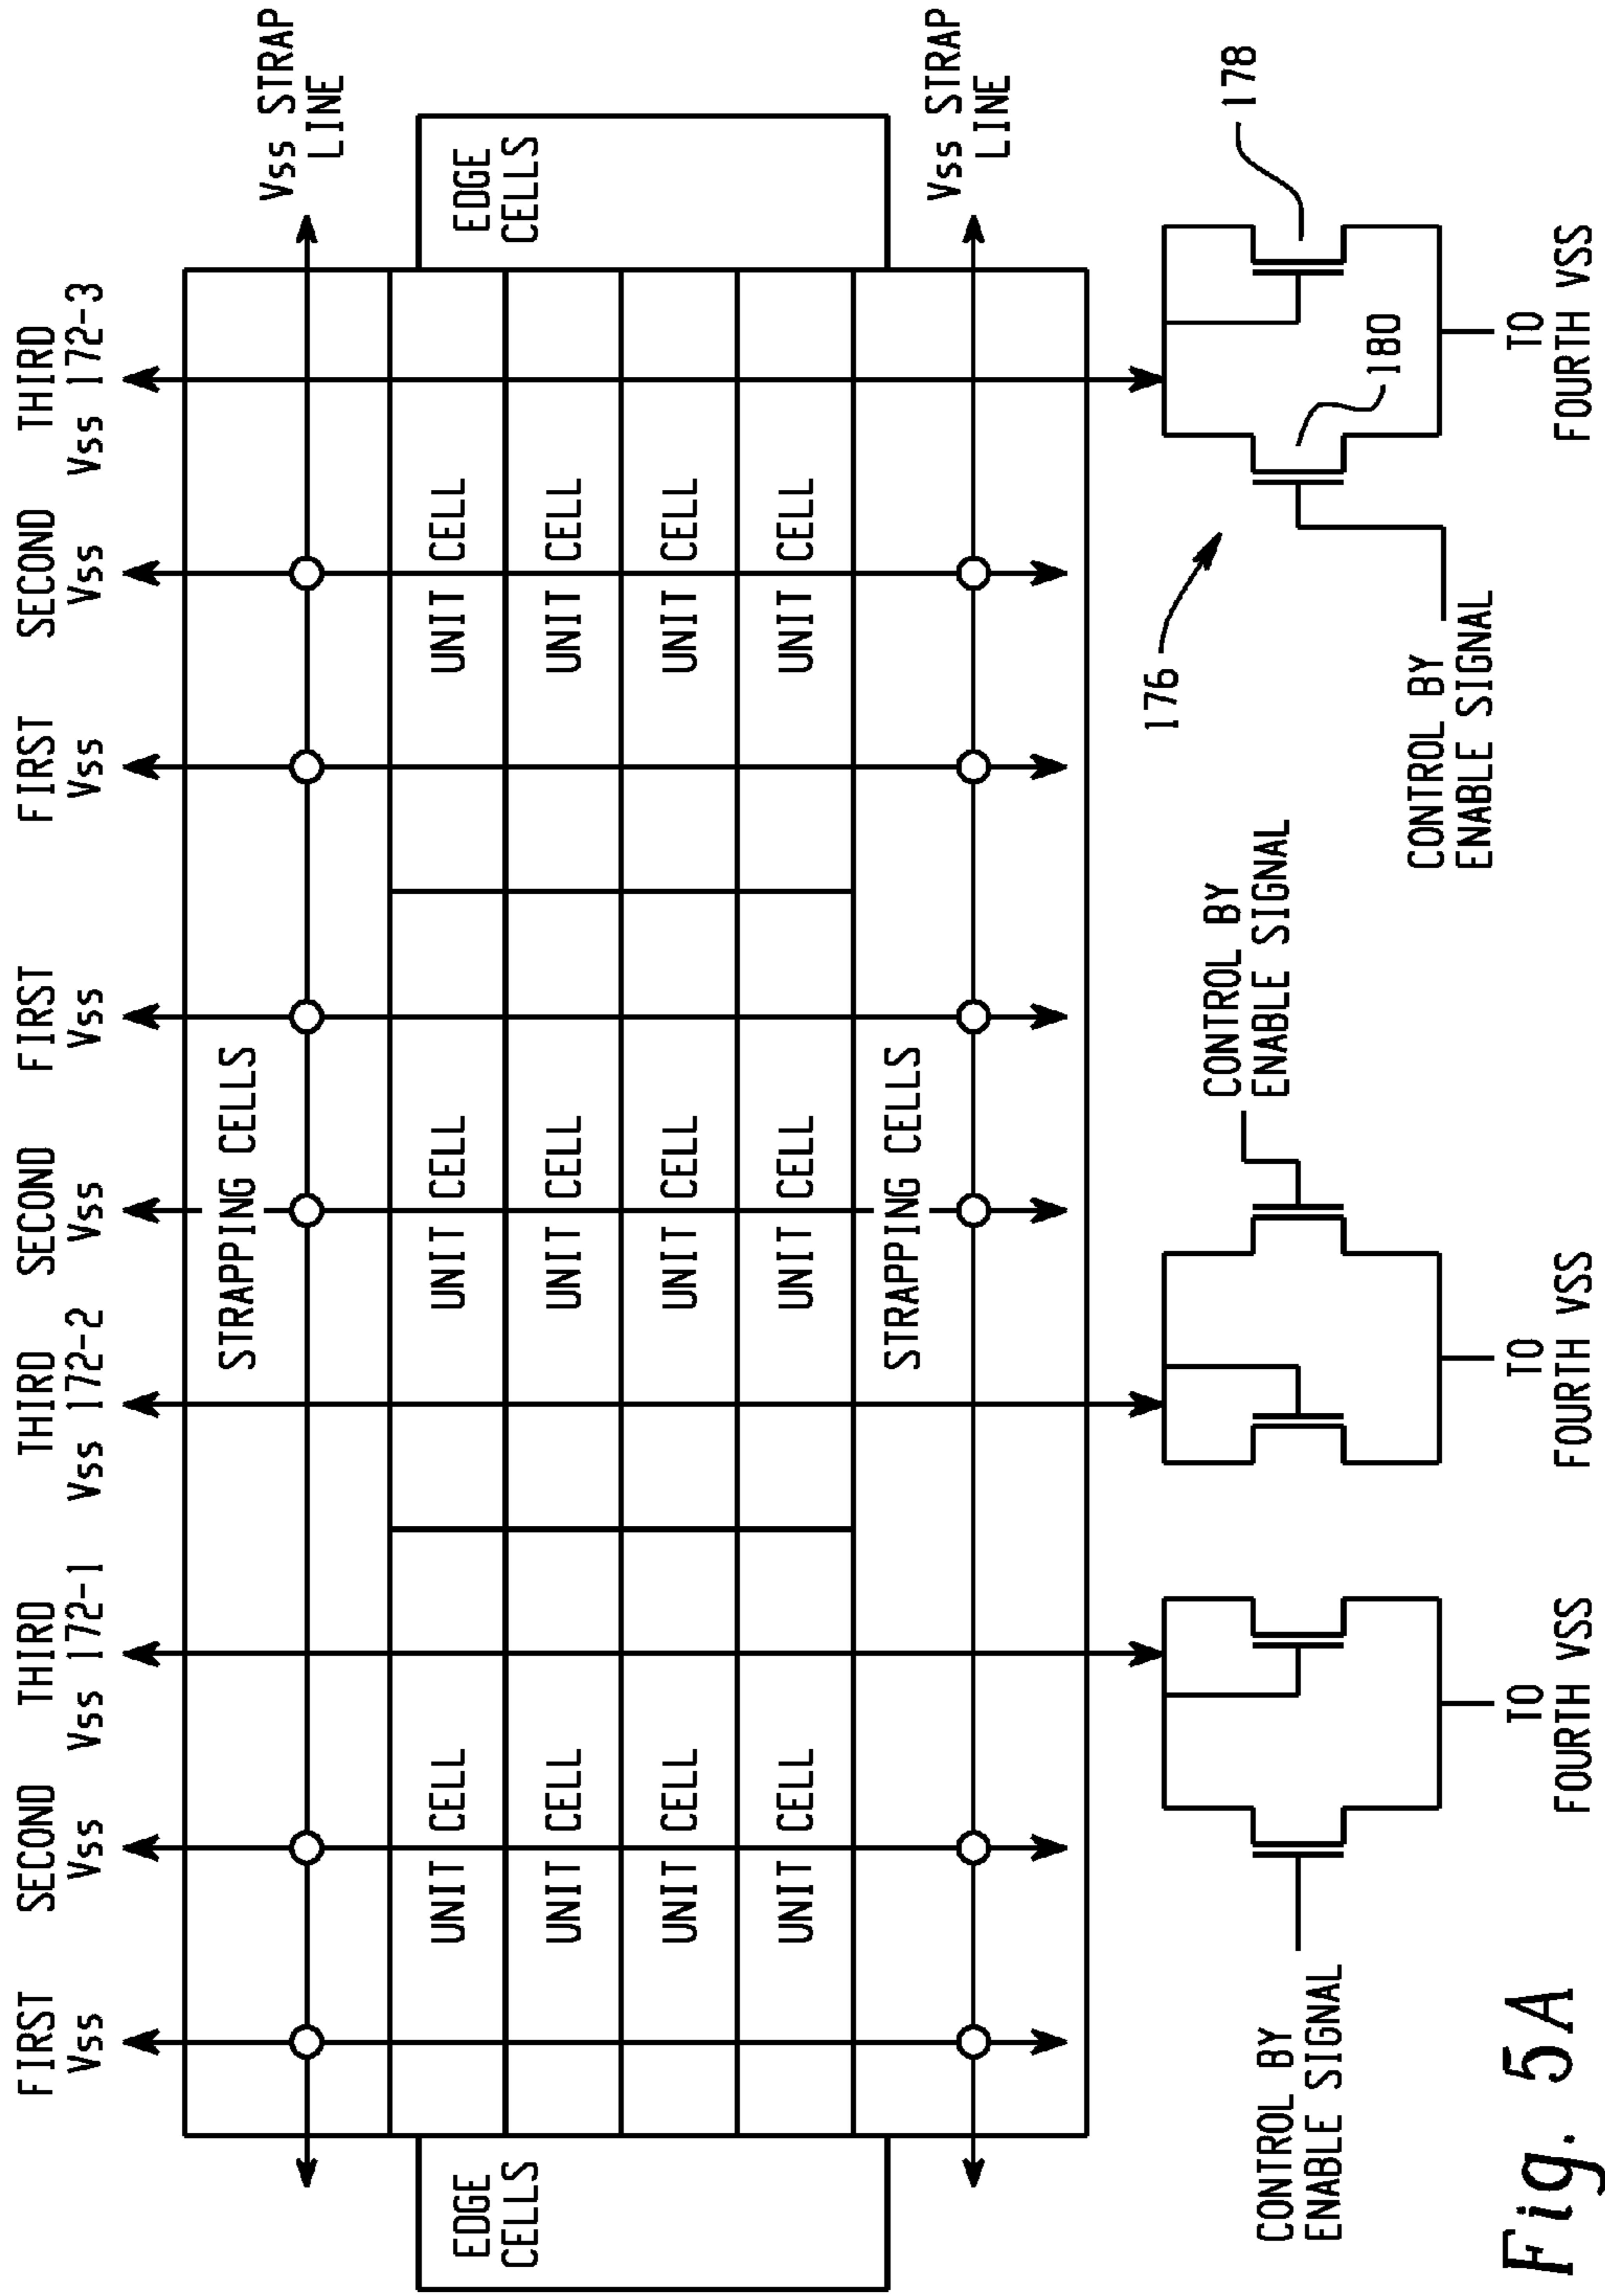 FIRST
Vss
SECOND
Vss
THIRD
Vss 172-1
THIRD
Vss 172-2
SECOND
Vss
FIRST
Vss
FIRST
Vss
SECOND
Vss
THIRD
Vss 172-3
STRAPPING CELLS
Vss STRAP
LINE
EDGE
CELLS
UNIT CELL
UNIT CELL
UNIT CELL
EDGE
CELLS
UNIT CELL
UNIT CELL
UNIT CELL
UNIT CELL
UNIT CELL
UNIT CELL
UNIT CELL
UNIT CELL
UNIT CELL
STRAPPING CELLS
Vss STRAP
LINE
176
178
180
CONTROL BY
ENABLE SIGNAL
CONTROL BY
ENABLE SIGNAL
CONTROL BY
ENABLE SIGNAL
TO
FOURTH VSS
TO
FOURTH VSS
TO
FOURTH VSS
Fig. 5A